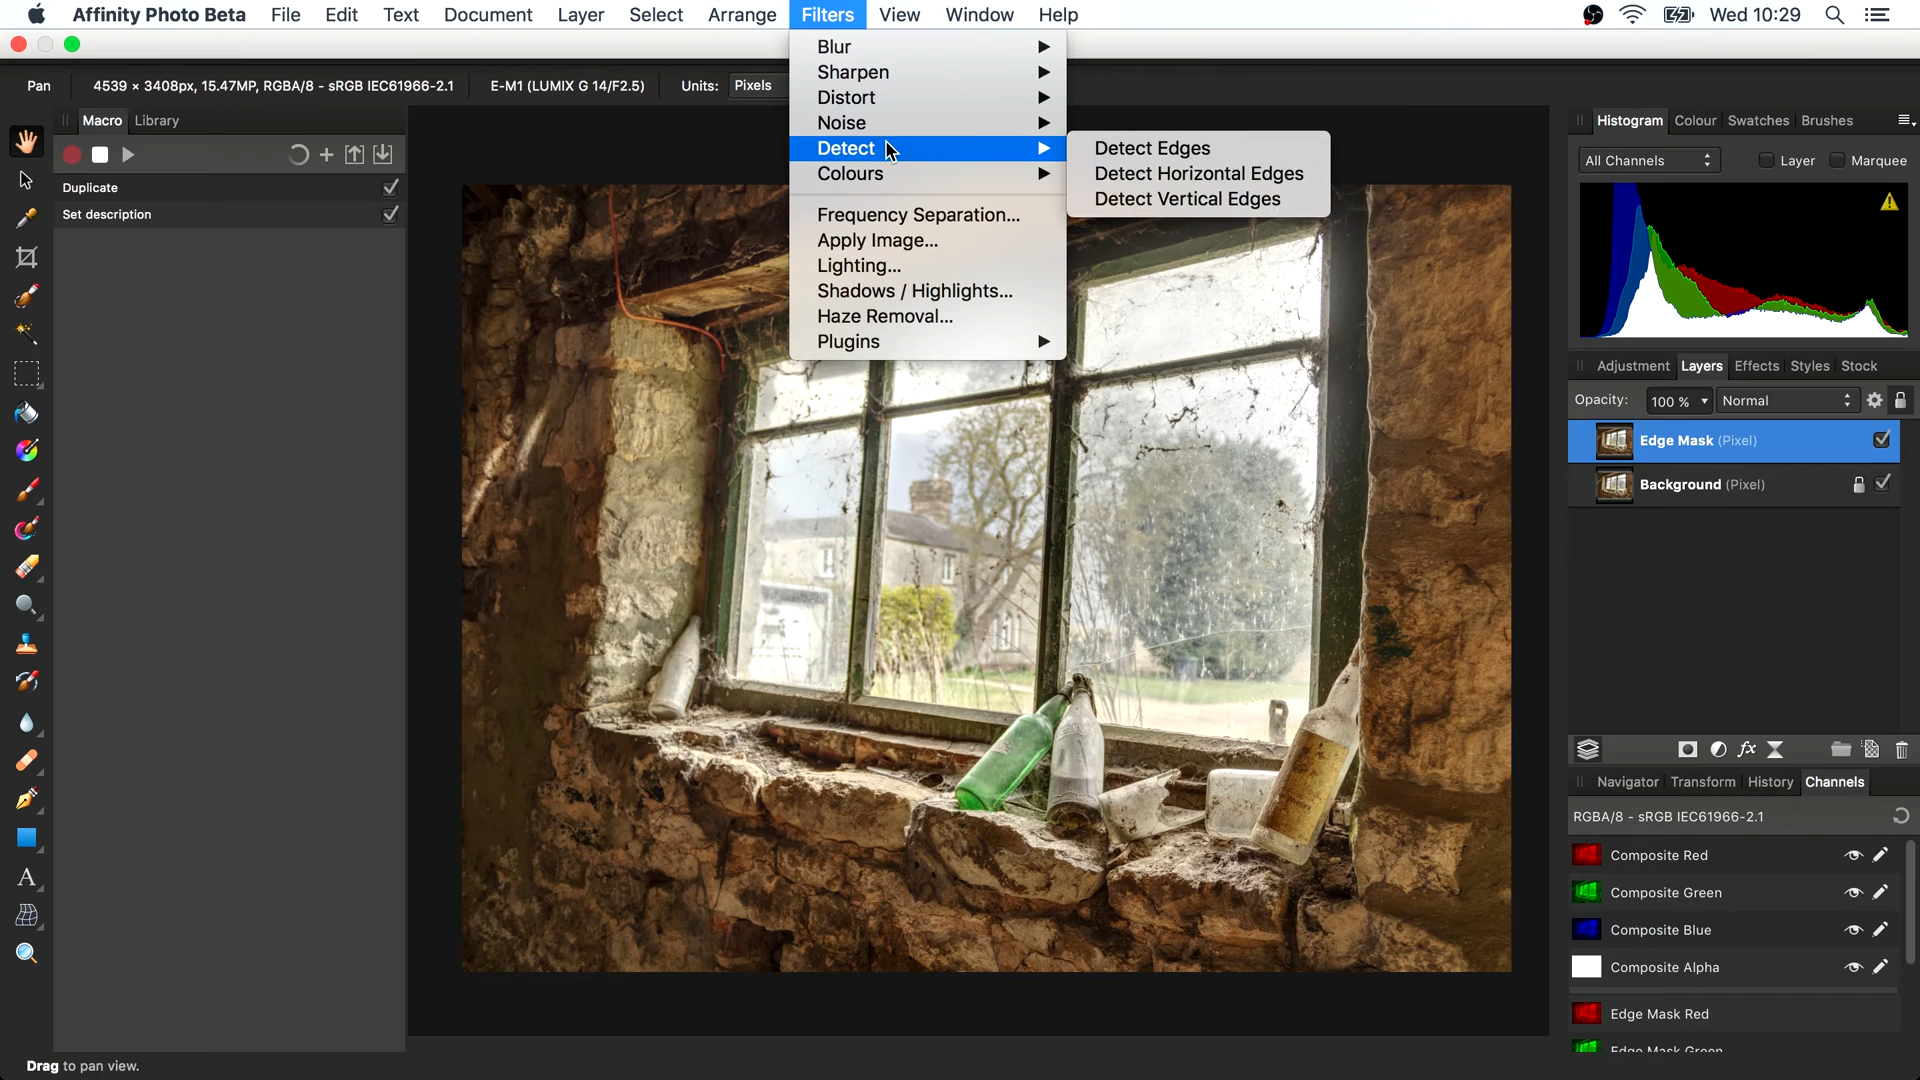 Affinity Photo Beta File Edit Text Document Layer Select Arrange Filters View Window Help Wed 10:29
Pan 4539 × 3408px, 15.47MP, RGBA/8 - sRGB IEC61966-2.1 E-M1 (LUMIX G 14/F2.5) Units: Pixels
Macro Library
Duplicate
Set description
Blur
Sharpen
Distort
Noise
Detect
Colours
Frequency Separation...
Apply Image...
Lighting...
Shadows / Highlights...
Haze Removal...
Plugins
Detect Edges
Detect Horizontal Edges
Detect Vertical Edges
Histogram Colour Swatches Brushes
All Channels Layer Marquee
Adjustment Layers Effects Styles Stock
Opacity: 100 % Normal
Edge Mask (Pixel)
Background (Pixel)
Navigator Transform History Channels
RGBA/8 - sRGB IEC61966-2.1
Composite Red
Composite Green
Composite Blue
Composite Alpha
Edge Mask Red
Edge Mask Green
Drag to pan view.